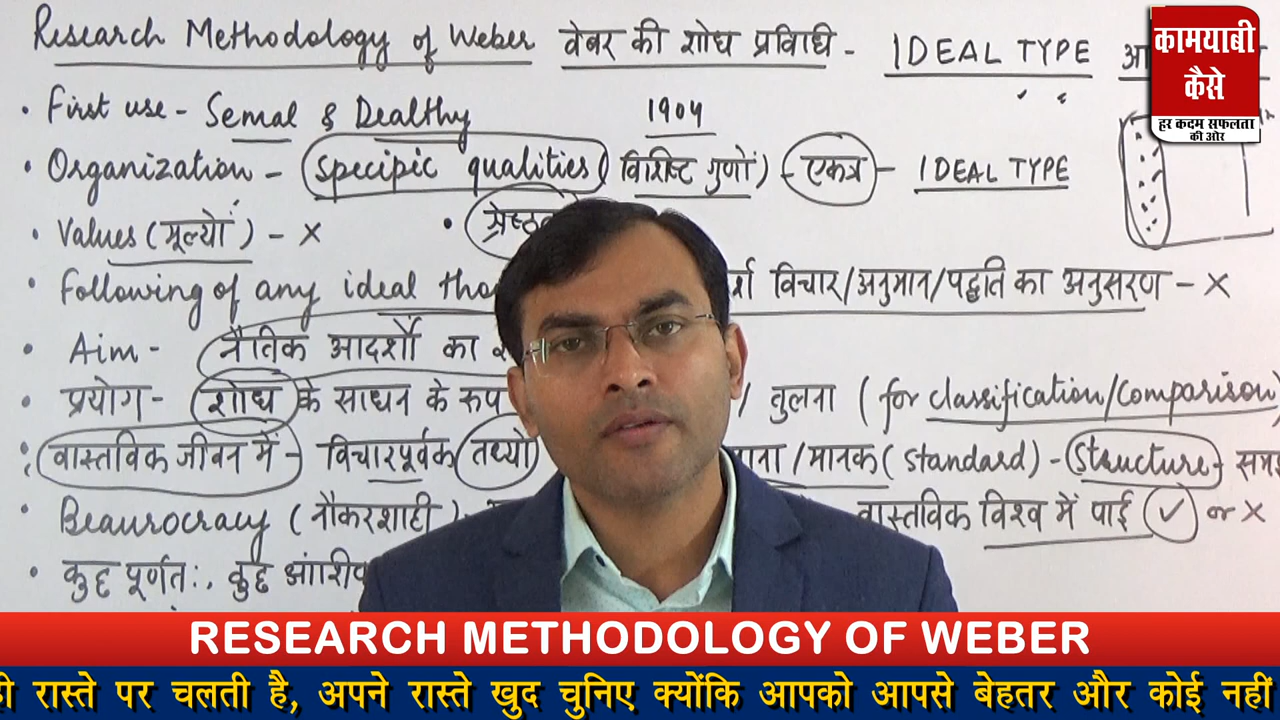 Research Methodology of Weber वेबर की शोध प्रविधि - IDEAL TYPE
कामयाबी
कैसे
हर कदम सफलता
की ओर
• First use - Semal & Dealthy 1904
• Organization - specipic qualities (विशिष्ट गुणों) - एकत्र - IDEAL TYPE
• Values (मूल्यों) - X •
• Following of any ideal विचार/अनुमान/पद्धति का अनुसरण - X
• Aim - नैतिक आदर्शों का
• प्रयोग - शोध के साधन के रूप / तुलना (for classification/Comparison)
• वास्तविक जीवन में - विचारपूर्वक तथ्यो /मानक (Standard) - Structure -
• Beaurocracy (नौकरशाही) - वास्तविक विश्व में पाई ✓ or X
• कुछ पूर्णतः, कुछ
RESEARCH METHODOLOGY OF WEBER
रास्ते पर चलती है, अपने रास्ते खुद चुनिए क्योंकि आपको आपसे बेहतर और कोई नहीं